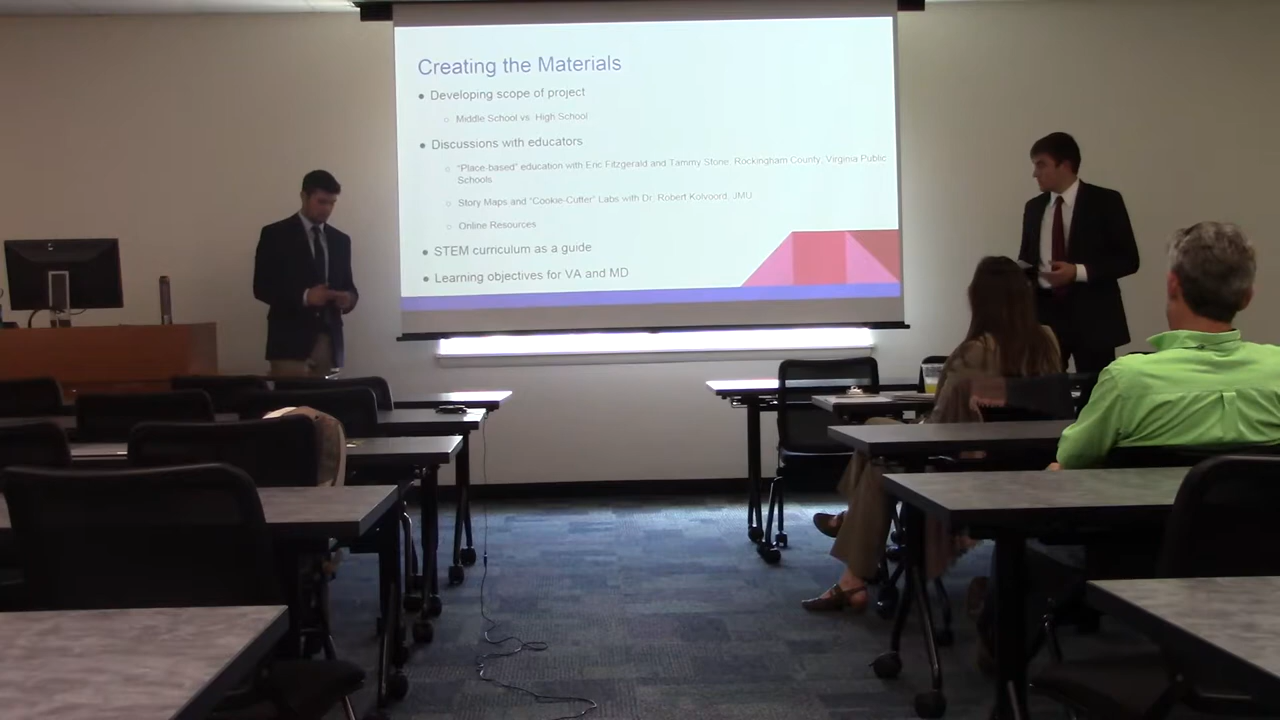 Creating the Materials
● Developing scope of project
○ Middle School vs. High School
● Discussions with educators
○ "Place-based" education with Eric Fitzgerald and Tammy Stone, Rockingham County, Virginia Public
Schools
○ Story Maps and "Cookie-Cutter" Labs with Dr. Robert Kolvoord, JMU
○ Online Resources
● STEM curriculum as a guide
● Learning objectives for VA and MD